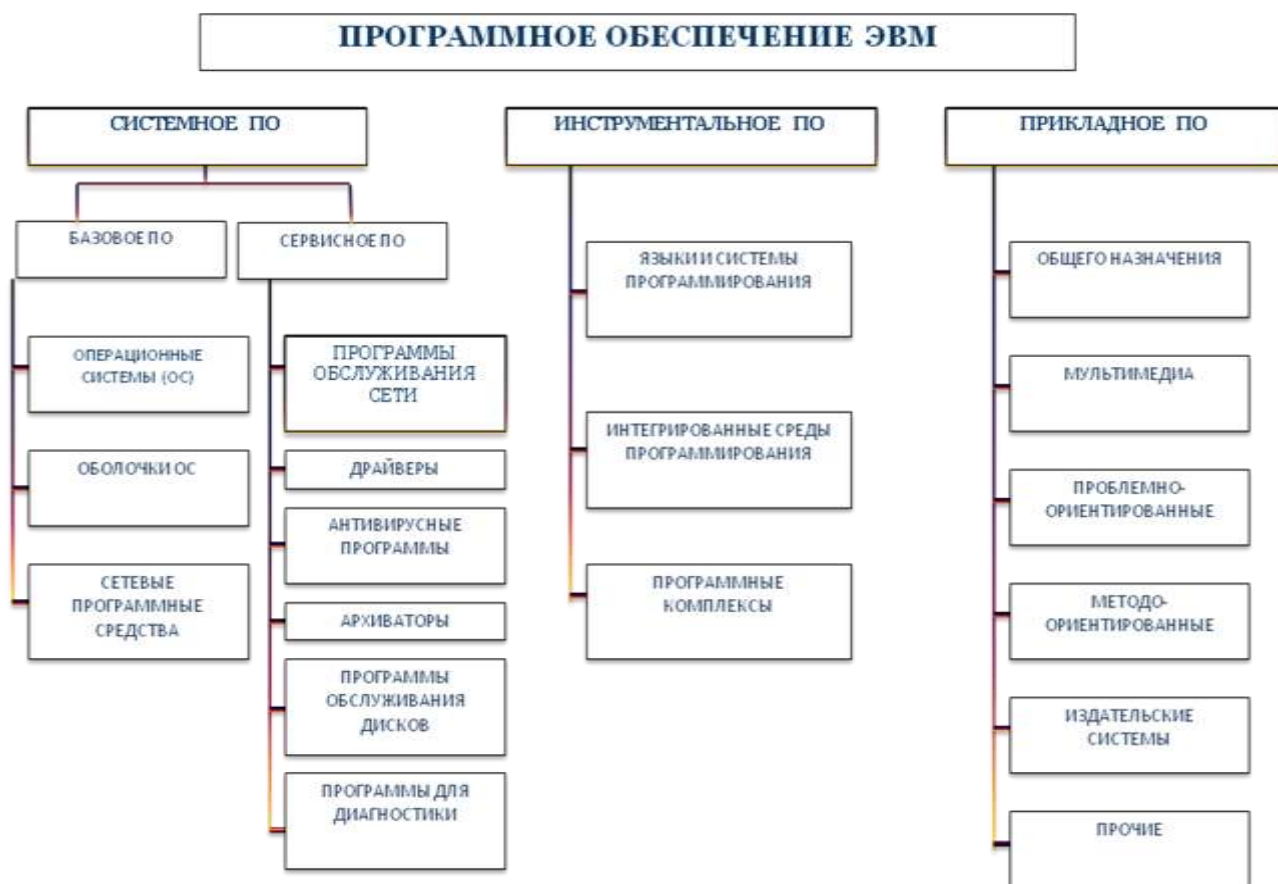 ПРОГРАММНОЕ ОБЕСПЕЧЕНИЕ ЭВМ
СИСТЕМНОЕ ПО
БАЗОВОЕ ПО
ОПЕРАЦИОННЫЕ
СИСТЕМЫ (ОС)
ОБОЛОЧКИ ОС
СЕТЕВЫЕ
ПРОГРАММНЫЕ
СРЕДСТВА
СЕРВИСНОЕ ПО
ПРОГРАММЫ
ОБСЛУЖИВАНИЯ
СЕТИ
ДРАЙВЕРЫ
АНТИВИРУСНЫЕ
ПРОГРАММЫ
АРХИВАТОРЫ
ПРОГРАММЫ
ОБСЛУЖИВАНИЯ
ДИСКОВ
ПРОГРАММЫ ДЛЯ
ДИАГНОСТИКИ
ИНСТРУМЕНТАЛЬНОЕ ПО
ЯЗЫКИ И СИСТЕМЫ
ПРОГРАММИРОВАНИЯ
ИНТЕГРИРОВАННЫЕ СРЕДЫ
ПРОГРАММИРОВАНИЯ
ПРОГРАММНЫЕ
КОМПЛЕКСЫ
ПРИКЛАДНОЕ ПО
ОБЩЕГО НАЗНАЧЕНИЯ
МУЛЬТИМЕДИА
ПРОБЛЕМНО-
ОРИЕНТИРОВАННЫЕ
МЕТОДО-
ОРИЕНТИРОВАННЫЕ
ИЗДАТЕЛЬСКИЕ
СИСТЕМЫ
ПРОЧИЕ